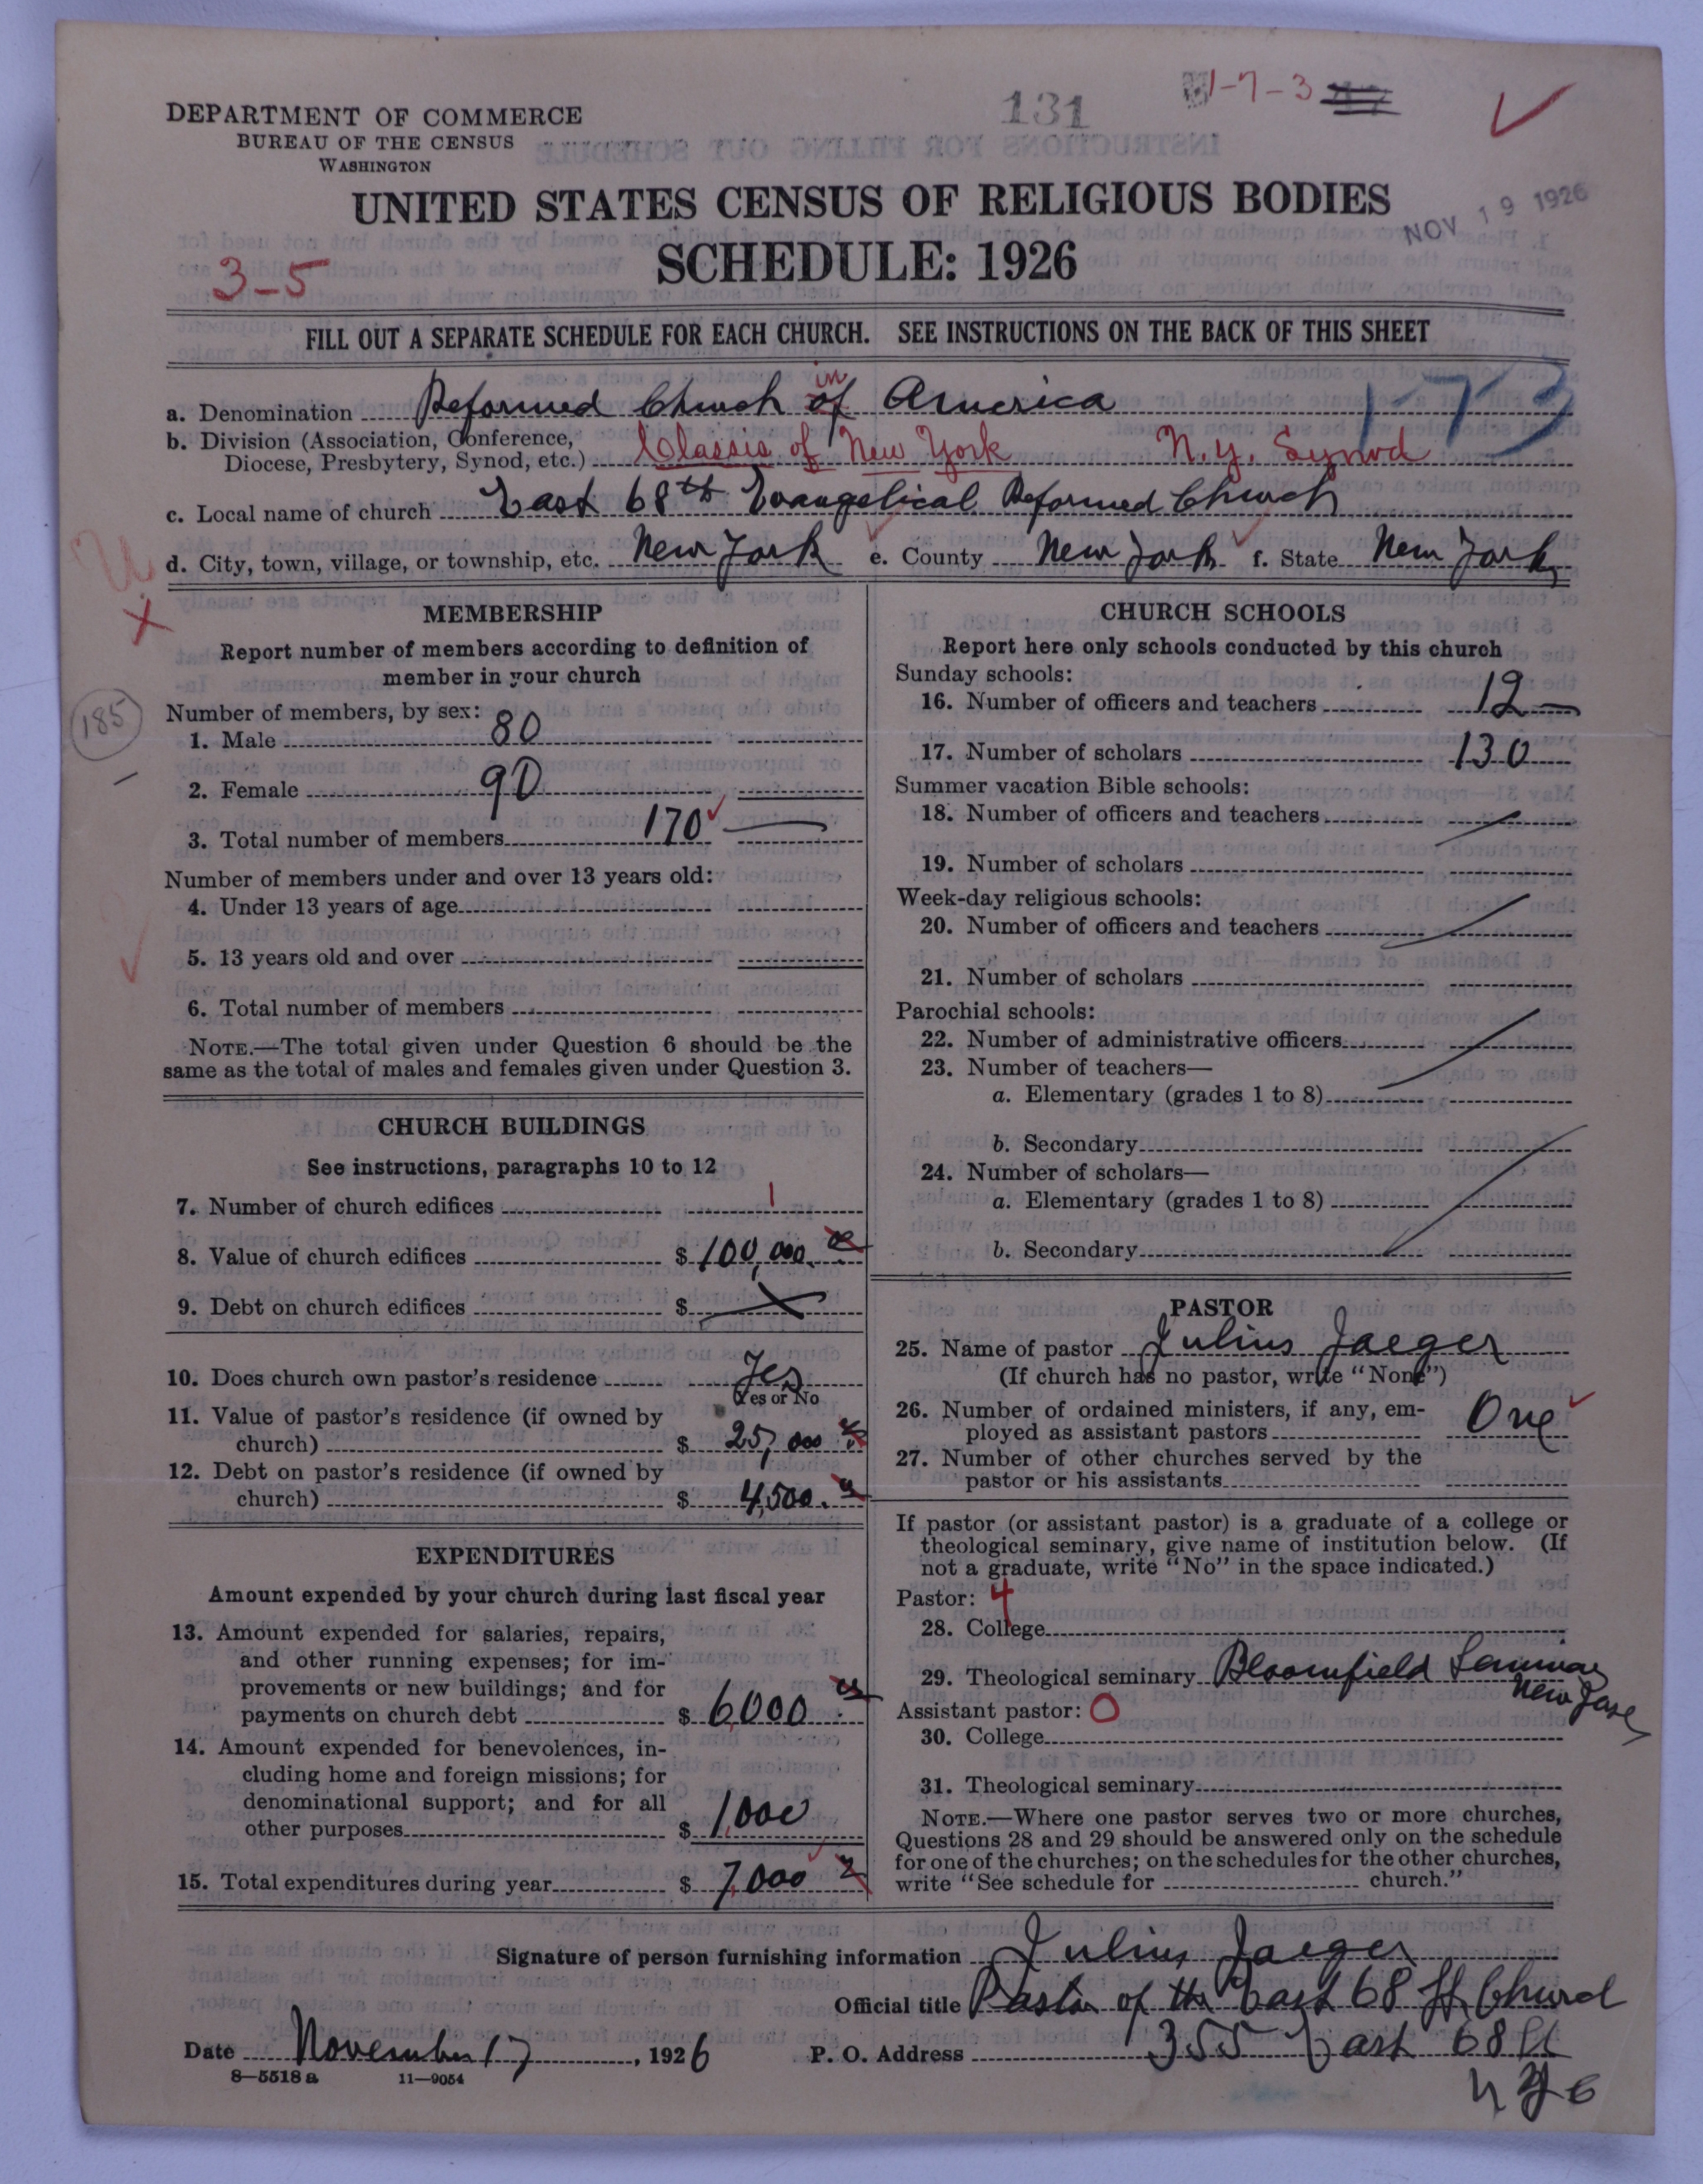 131
1-7-3
DEPARTMENT OF COMMERCE
BUREAU OF THE CENSUS
WASHINGTON
UNITED STATES CENSUS OF RELIGIOUS BODIES
NOV 19 1926
SCHEDULE: 1926
3-5
FILL OUT A SEPARATE SCHEDULE FOR EACH CHURCH. SEE INSTRUCTIONS ON THE BACK OF THIS SHEET
1-7-3
in
a. Denomination Reformed Church of America
b. Division (Association, Conference,
Diocese, Presbytery, Synod, etc.) Classis of New York N.Y. Synod
c. Local name of church East 68th Evangelical Reformed Church
d. City, town, village, or township, etc. New York e. County New York f. State New York
MEMBERSHIP
Report number of members according to definition of
member in your church
185
Number of members, by sex:
1. Male 80
2. Female 90
3. Total number of members 170
Number of members under and over 13 years old:
4. Under 13 years of age
5. 13 years old and over
6. Total number of members
NOTE.—The total given under Question 6 should be the
same as the total of males and females given under Question 3.
CHURCH BUILDINGS
See instructions, paragraphs 10 to 12
7. Number of church edifices 1
8. Value of church edifices $ 100,000.
9. Debt on church edifices $
10. Does church own pastor's residence Yes
Yes or No
11. Value of pastor's residence (if owned by
church) $ 25,000
12. Debt on pastor's residence (if owned by
church) $ 4,500.
EXPENDITURES
Amount expended by your church during last fiscal year
13. Amount expended for salaries, repairs,
and other running expenses; for im-
provements or new buildings; and for
payments on church debt $ 6,000
14. Amount expended for benevolences, in-
cluding home and foreign missions; for
denominational support; and for all
other purposes $ 1,000
15. Total expenditures during year $ 7,000
CHURCH SCHOOLS
Report here only schools conducted by this church
Sunday schools:
16. Number of officers and teachers 12
17. Number of scholars 130
Summer vacation Bible schools:
18. Number of officers and teachers
19. Number of scholars
Week-day religious schools:
20. Number of officers and teachers
21. Number of scholars
Parochial schools:
22. Number of administrative officers
23. Number of teachers—
a. Elementary (grades 1 to 8)
b. Secondary
24. Number of scholars—
a. Elementary (grades 1 to 8)
b. Secondary
PASTOR
25. Name of pastor Julius Jaeger
(If church has no pastor, write "None")
26. Number of ordained ministers, if any, em-
ployed as assistant pastors One
27. Number of other churches served by the
pastor or his assistants
If pastor (or assistant pastor) is a graduate of a college or
theological seminary, give name of institution below. (If
not a graduate, write "No" in the space indicated.)
Pastor: 4
28. College
29. Theological seminary Bloomfield Seminary
New Jersey
Assistant pastor: 0
30. College
31. Theological seminary
NOTE.—Where one pastor serves two or more churches,
Questions 28 and 29 should be answered only on the schedule
for one of the churches; on the schedules for the other churches,
write "See schedule for church."
Signature of person furnishing information Julius Jaeger
Official title Pastor of the East 68 St Church
Date November 17, 1926 P. O. Address 355 East 68 St
N Y C
8-5518 a 11-9054